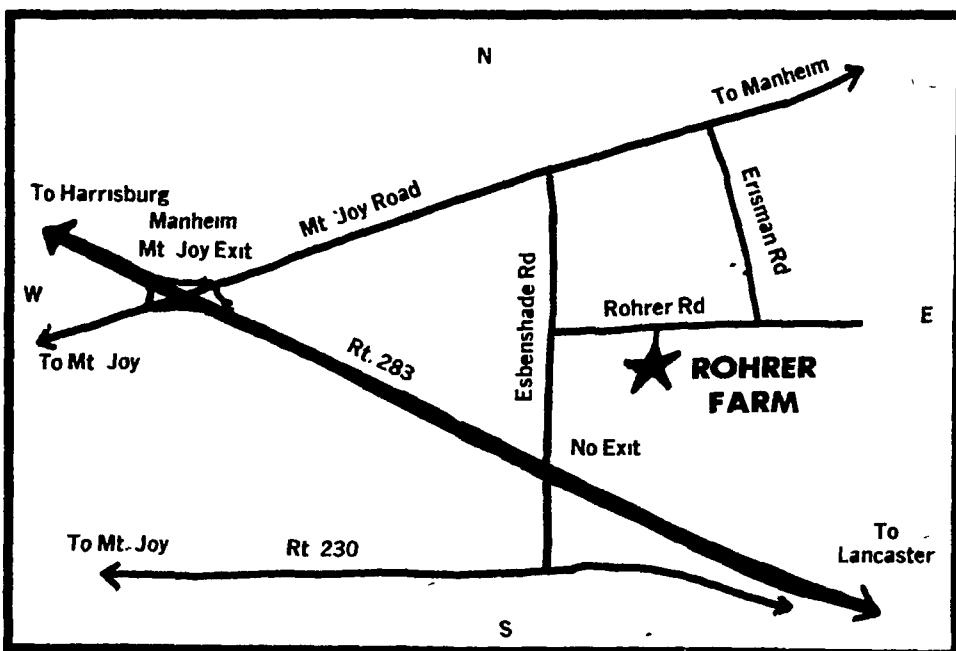 N
To Manheim
To Harrisburg
Manheim
Mt Joy Exit
Mt Joy Road
Erisman Rd
W
Rohrer Rd
E
To Mt Joy
Rt. 283
Esbenshade Rd
ROHRER
FARM
No Exit
To Mt. Joy
Rt 230
To
Lancaster
S